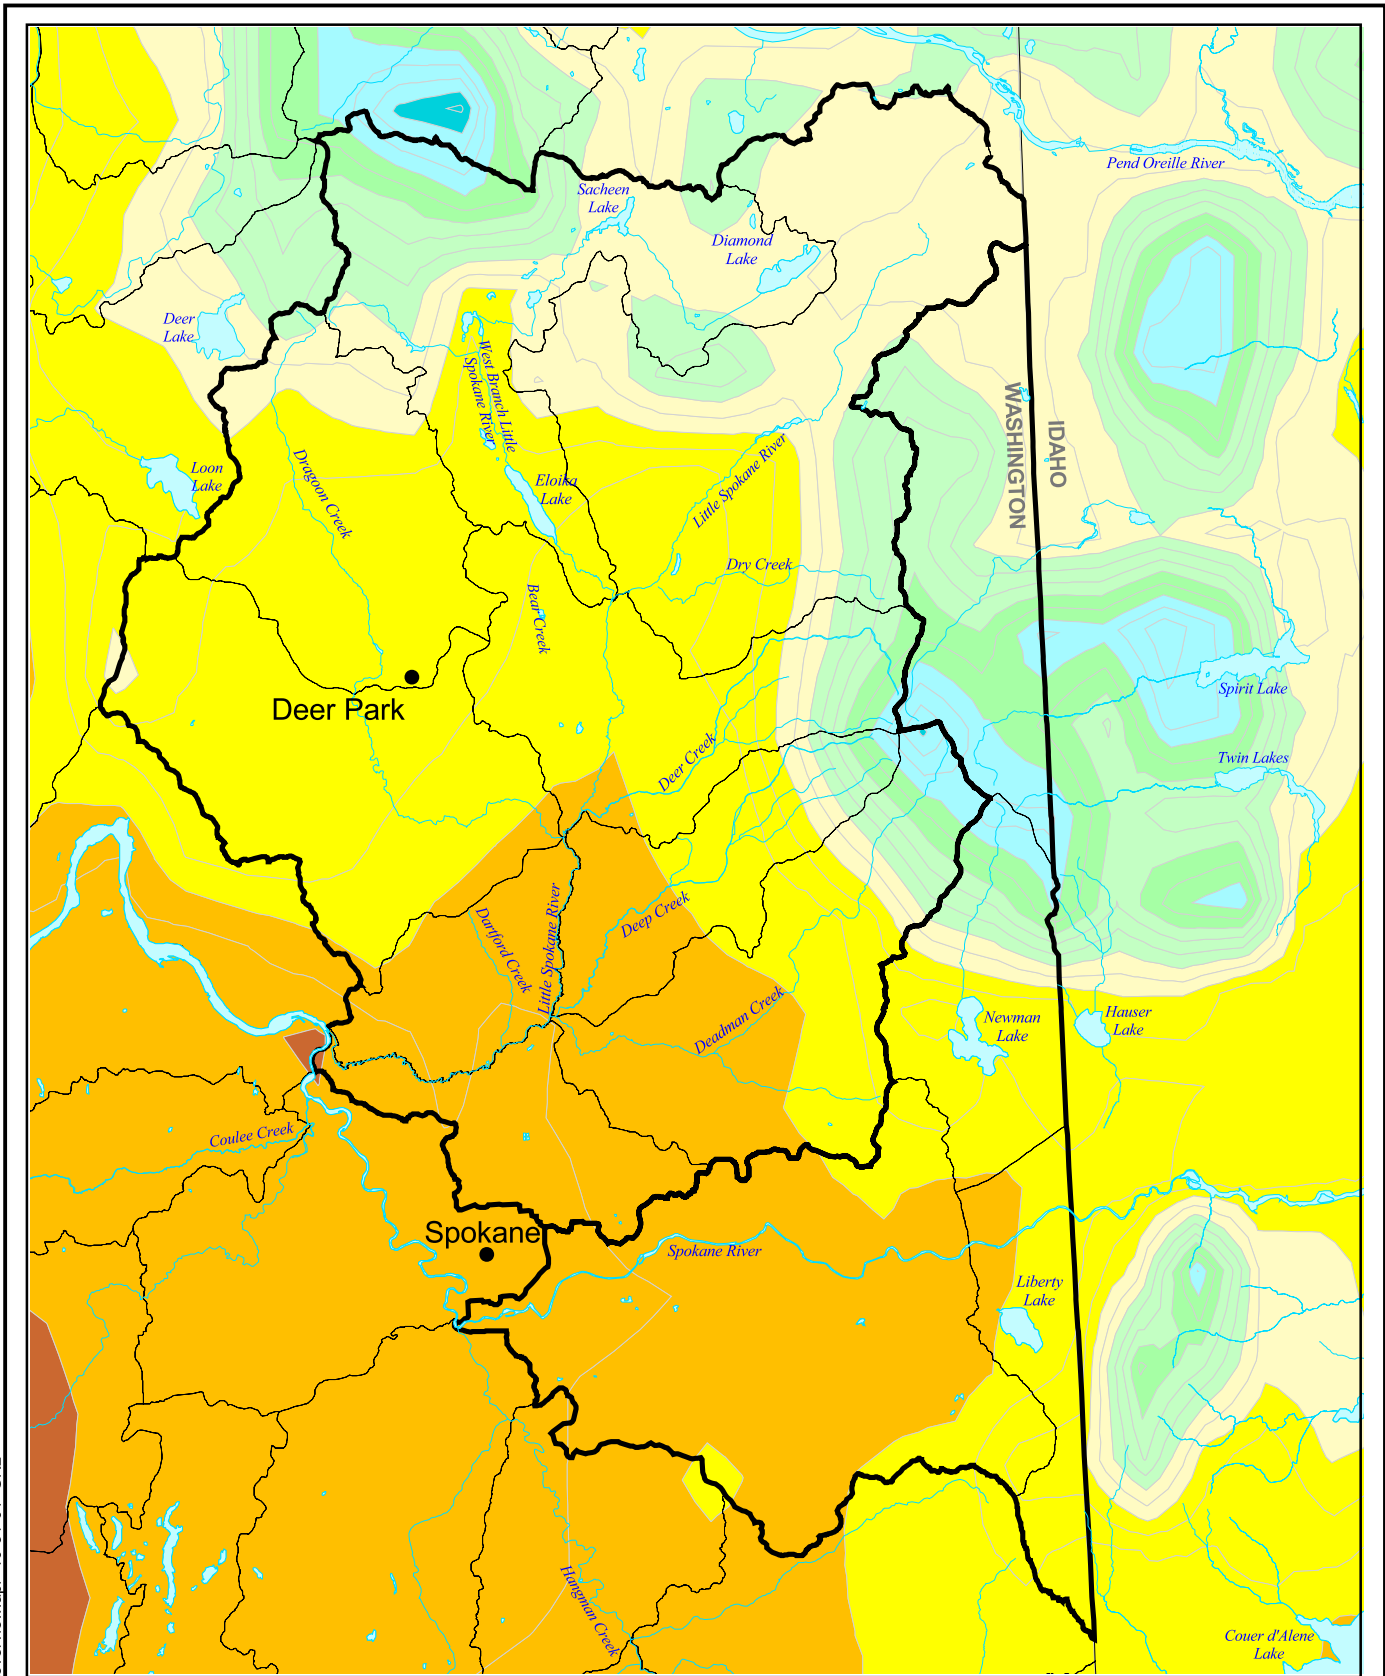 Pend Oreille River
Sacheen
Lake
Diamond
Lake
Deer
Lake
West Branch Little
Spokane River
WASHINGTON
IDAHO
Loon
Lake
Dragoon Creek
Eloika
Lake
Little Spokane River
Dry Creek
Bear Creek
Spirit Lake
Deer Park
Deer Creek
Twin Lakes
Dartford Creek
Little Spokane River
Deep Creek
Deadman Creek
Newman
Lake
Hauser
Lake
Coulee Creek
Spokane
Spokane River
Liberty
Lake
Hangman Creek
Couer d'Alene
Lake